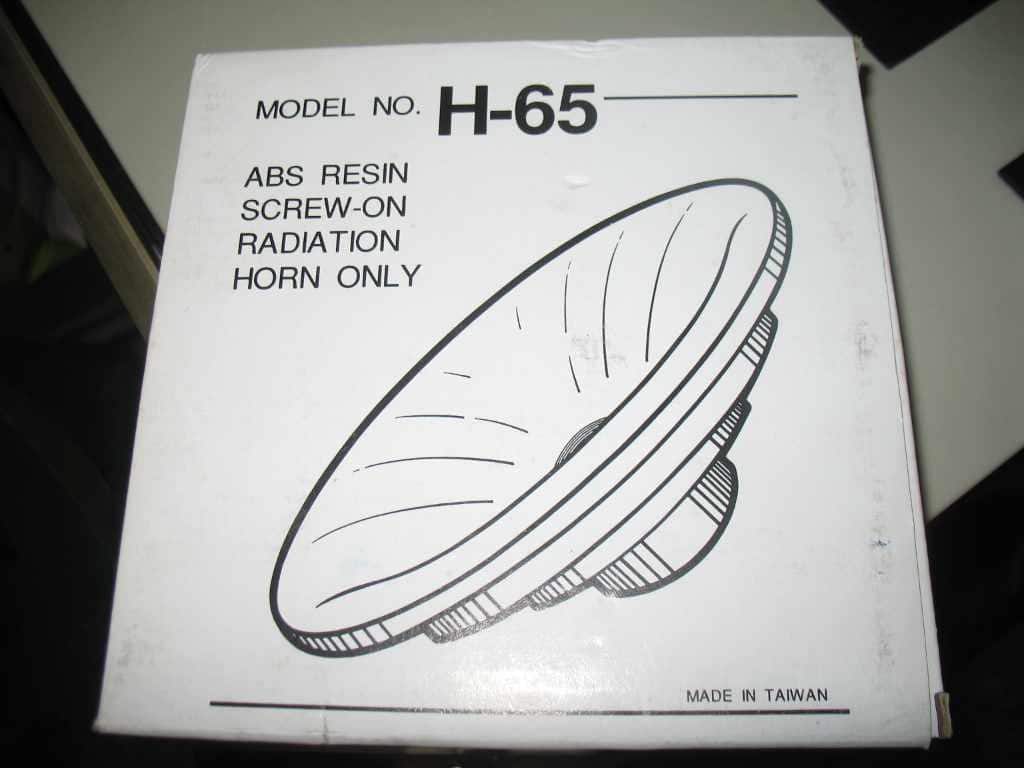 MODEL NO. H-65
ABS RESIN
SCREW-ON
RADIATION
HORN ONLY
MADE IN TAIWAN